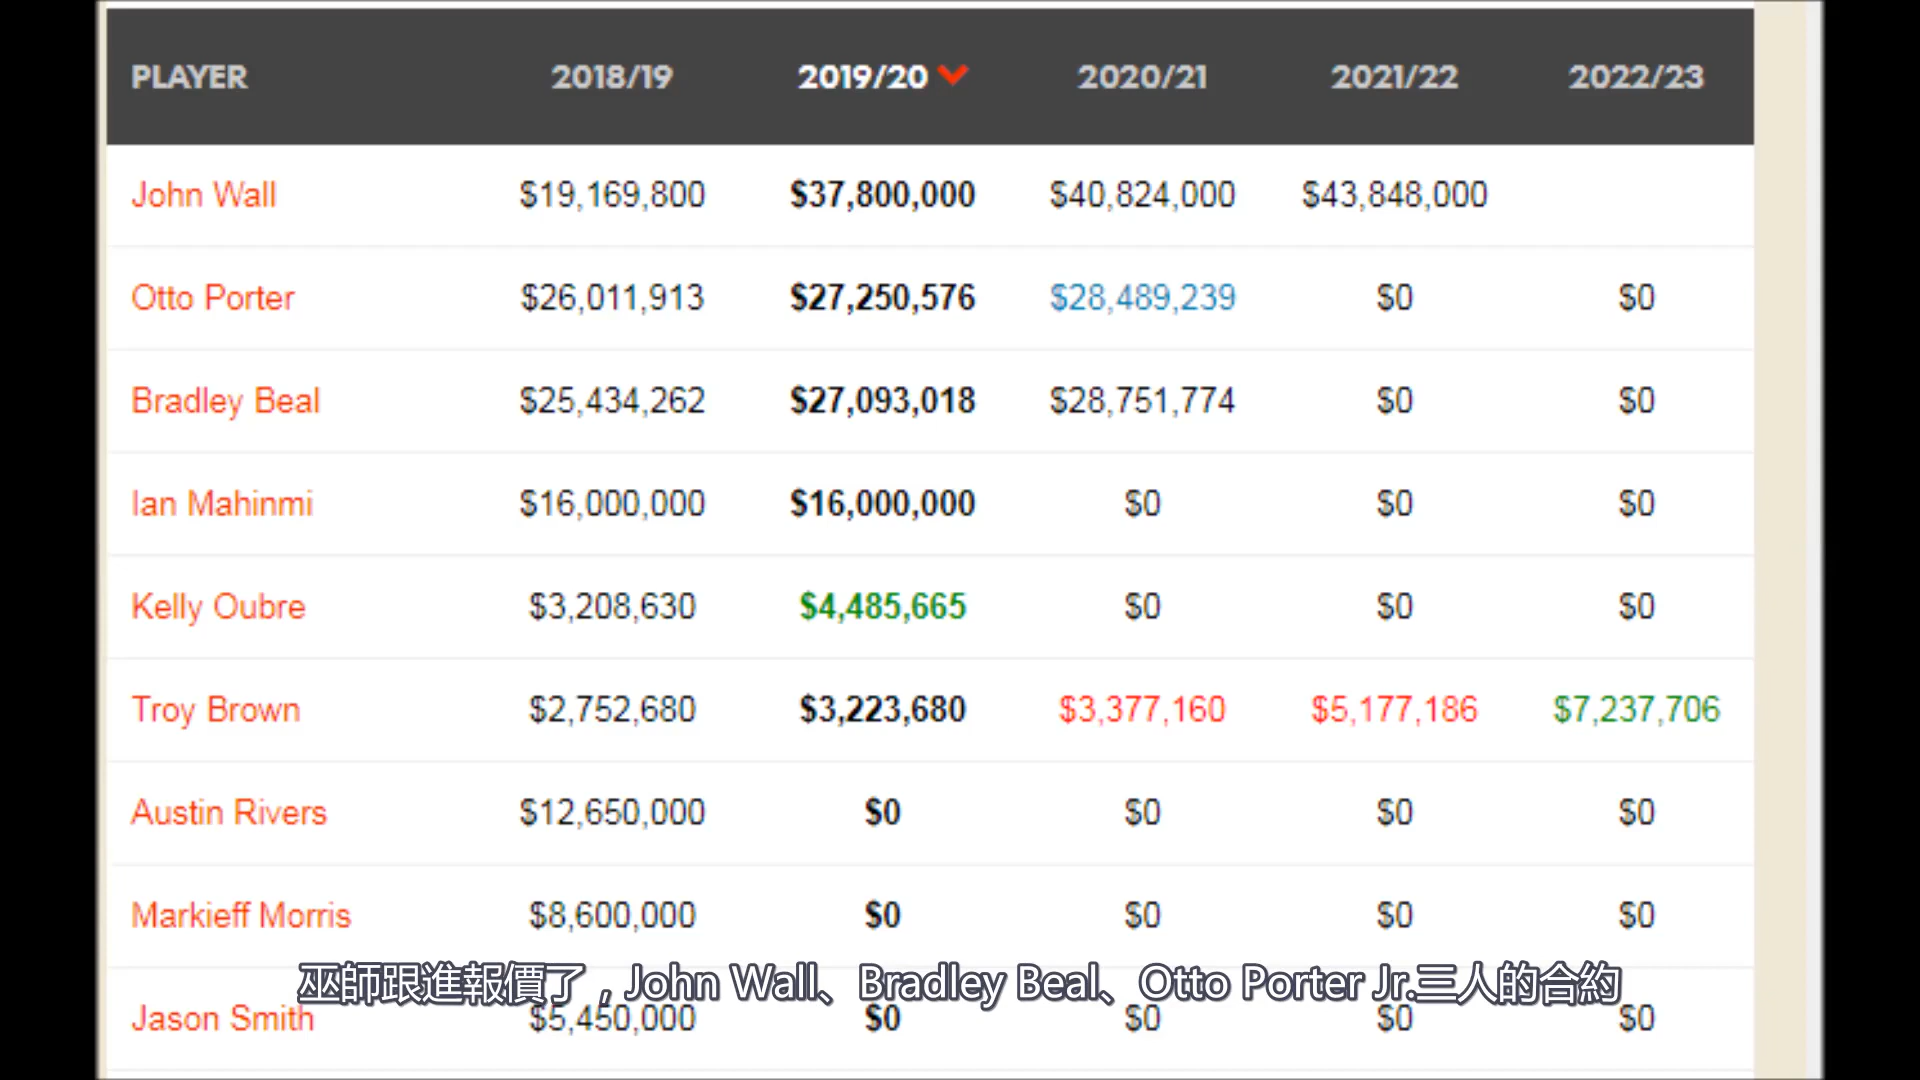 PLAYER 2018/19 2019/20 2020/21 2021/22 2022/23
John Wall $19,169,800 $37,800,000 $40,824,000 $43,848,000
Otto Porter $26,011,913 $27,250,576 $28,489,239 $0 $0
Bradley Beal $25,434,262 $27,093,018 $28,751,774 $0 $0
Ian Mahinmi $16,000,000 $16,000,000 $0 $0 $0
Kelly Oubre $3,208,630 $4,485,665 $0 $0 $0
Troy Brown $2,752,680 $3,223,680 $3,377,160 $5,177,186 $7,237,706
Austin Rivers $12,650,000 $0 $0 $0 $0
Markieff Morris $8,600,000 $0 $0 $0 $0
巫師跟進報價了，John Wall、Bradley Beal、Otto Porter Jr.三人的合約
Jason Smith $5,450,000 $0 $0 $0 $0